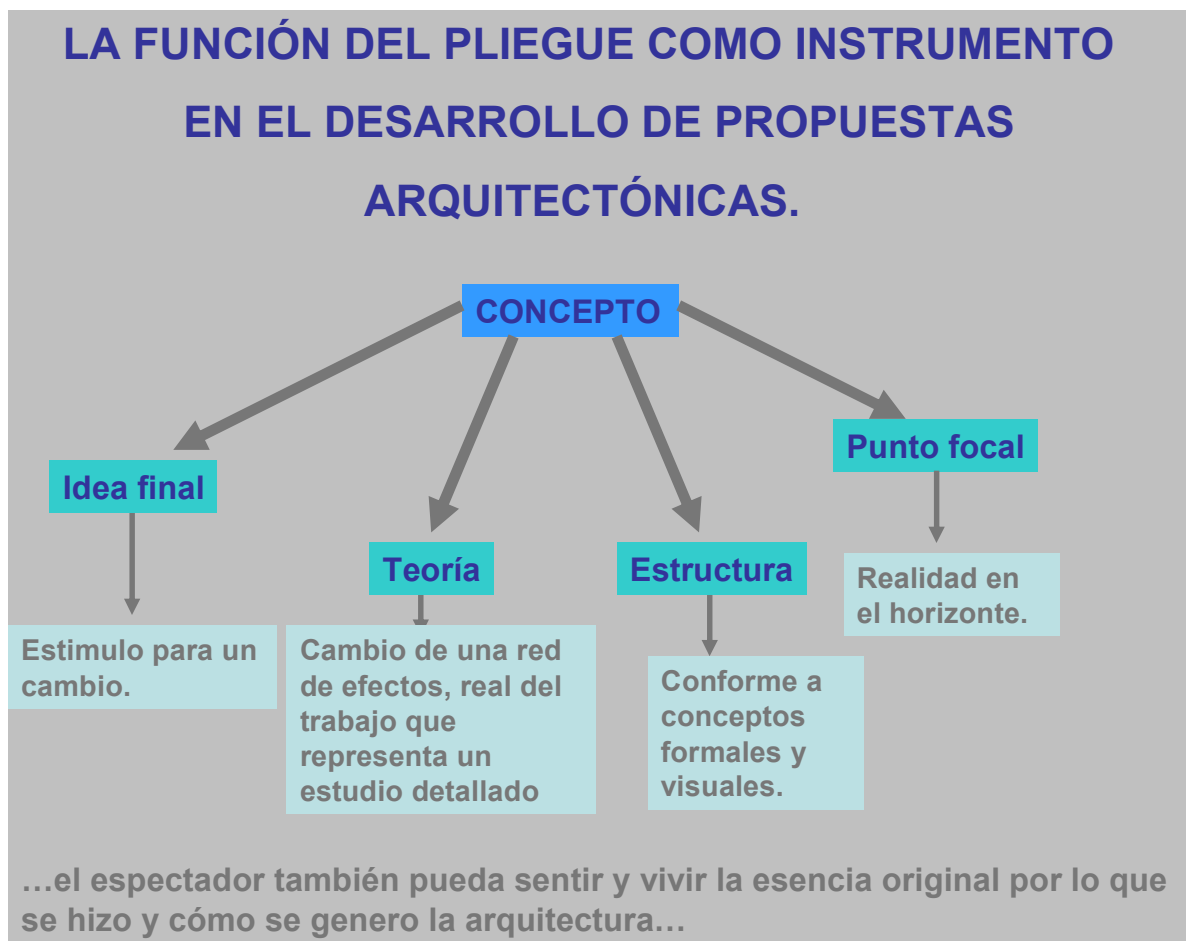 LA FUNCIÓN DEL PLIEGUE COMO INSTRUMENTO
EN EL DESARROLLO DE PROPUESTAS
ARQUITECTÓNICAS.
CONCEPTO
Idea final
Estimulo para un
cambio.
Teoría
Cambio de una red
de efectos, real del
trabajo que
representa un
estudio detallado
Estructura
Conforme a
conceptos
formales y
visuales.
Punto focal
Realidad en
el horizonte.
…el espectador también pueda sentir y vivir la esencia original por lo que
se hizo y cómo se genero la arquitectura…